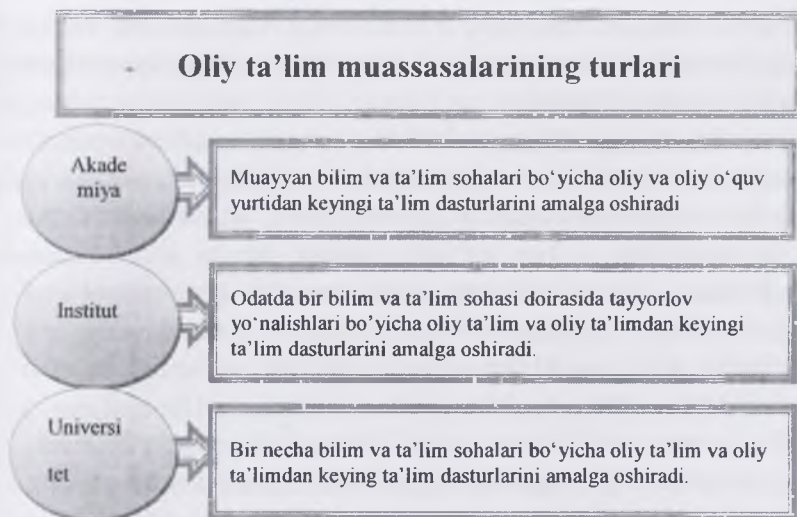 Oliy ta’lim muassasalarining turlari
Akade
miya
Muayyan bilim va ta’lim sohalari bo‘yicha oliy va oliy o‘quv
yurtidan keyingi ta’lim dasturlarini amalga oshiradi
Institut
Odatda bir bilim va ta’lim sohasi doirasida tayyorlov
yo‘nalishlari bo’yicha oliy ta’lim va oliy ta’limdan keyingi
ta’lim dasturlarini amalga oshiradi.
Universi
tet
Bir necha bilim va ta’lim sohalari bo‘yicha oliy ta’lim va oliy
ta’limdan keying ta’lim dasturlarini amalga oshiradi.